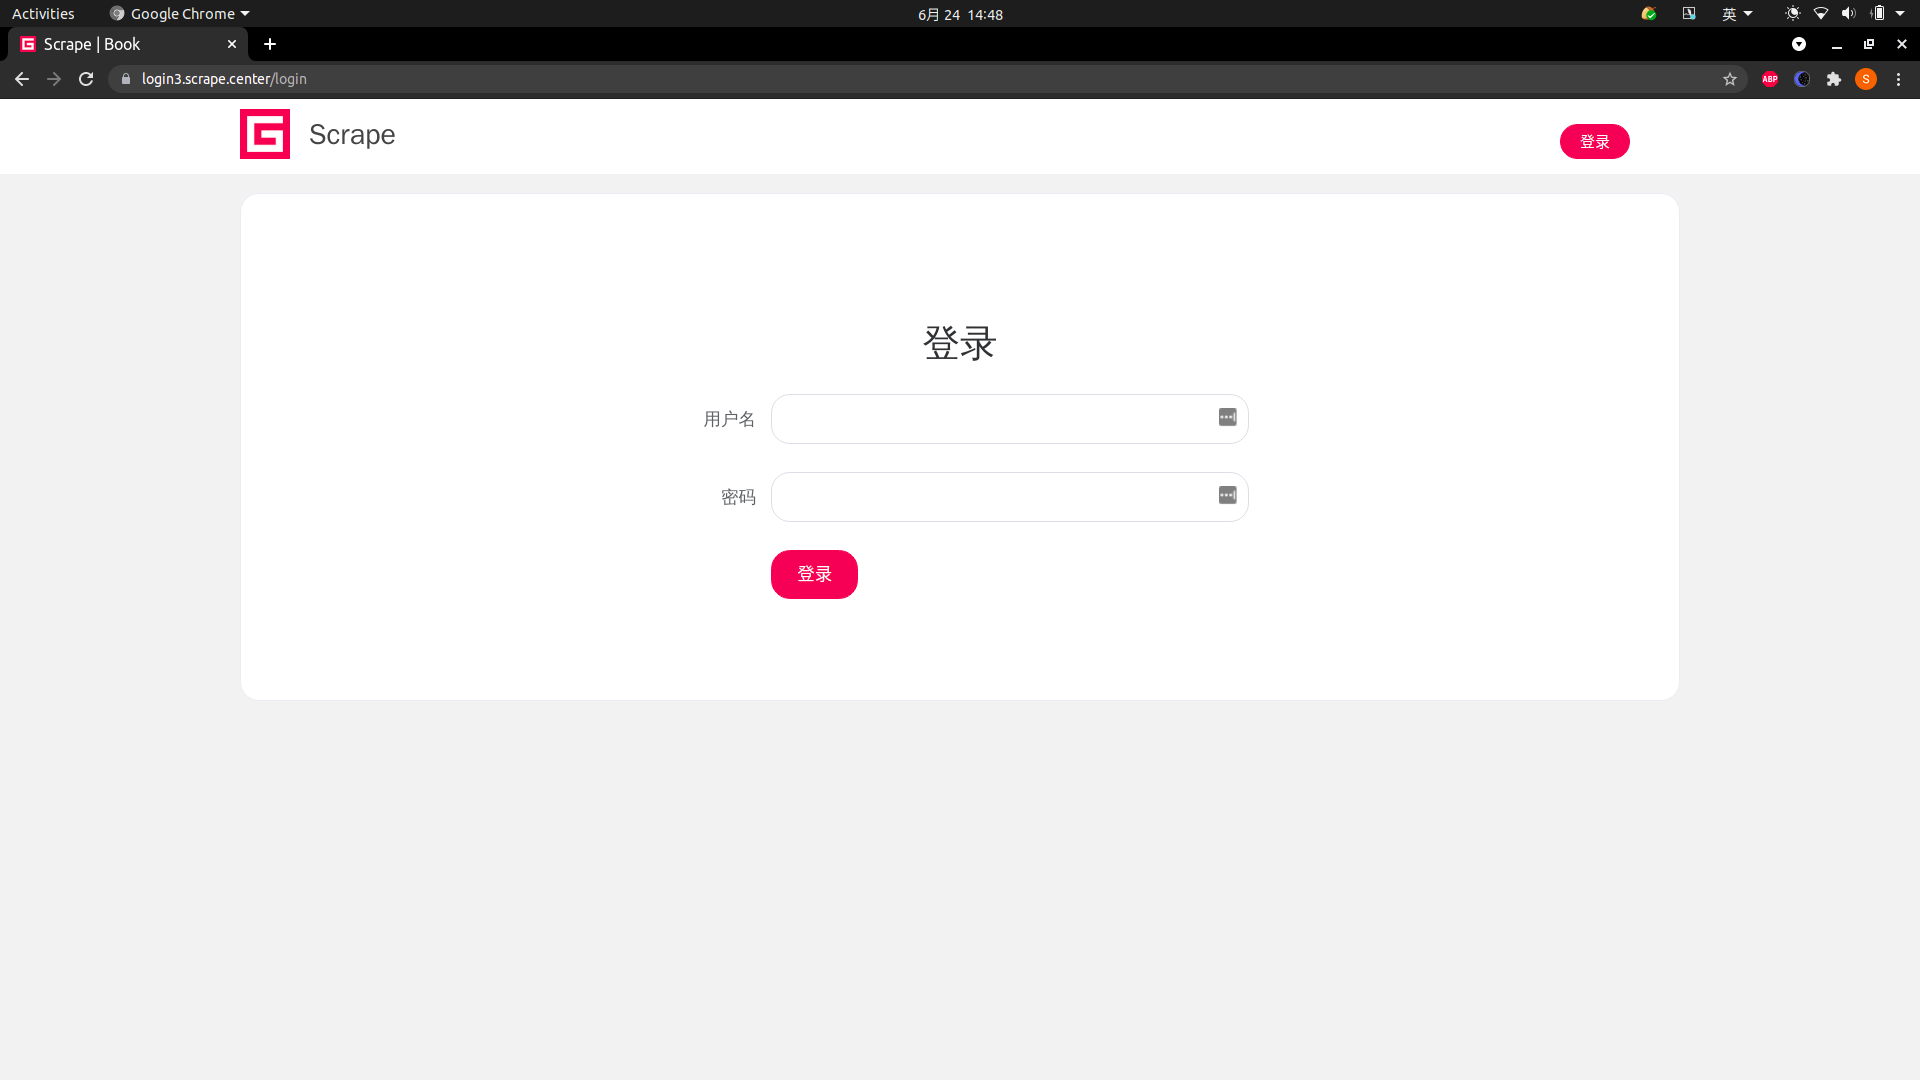 Activities
Google Chrome
6月 24 14:48
英
Scrape | Book
login3.scrape.center/login
ABP
S
Scrape
登录
登录
用户名
密码
登录